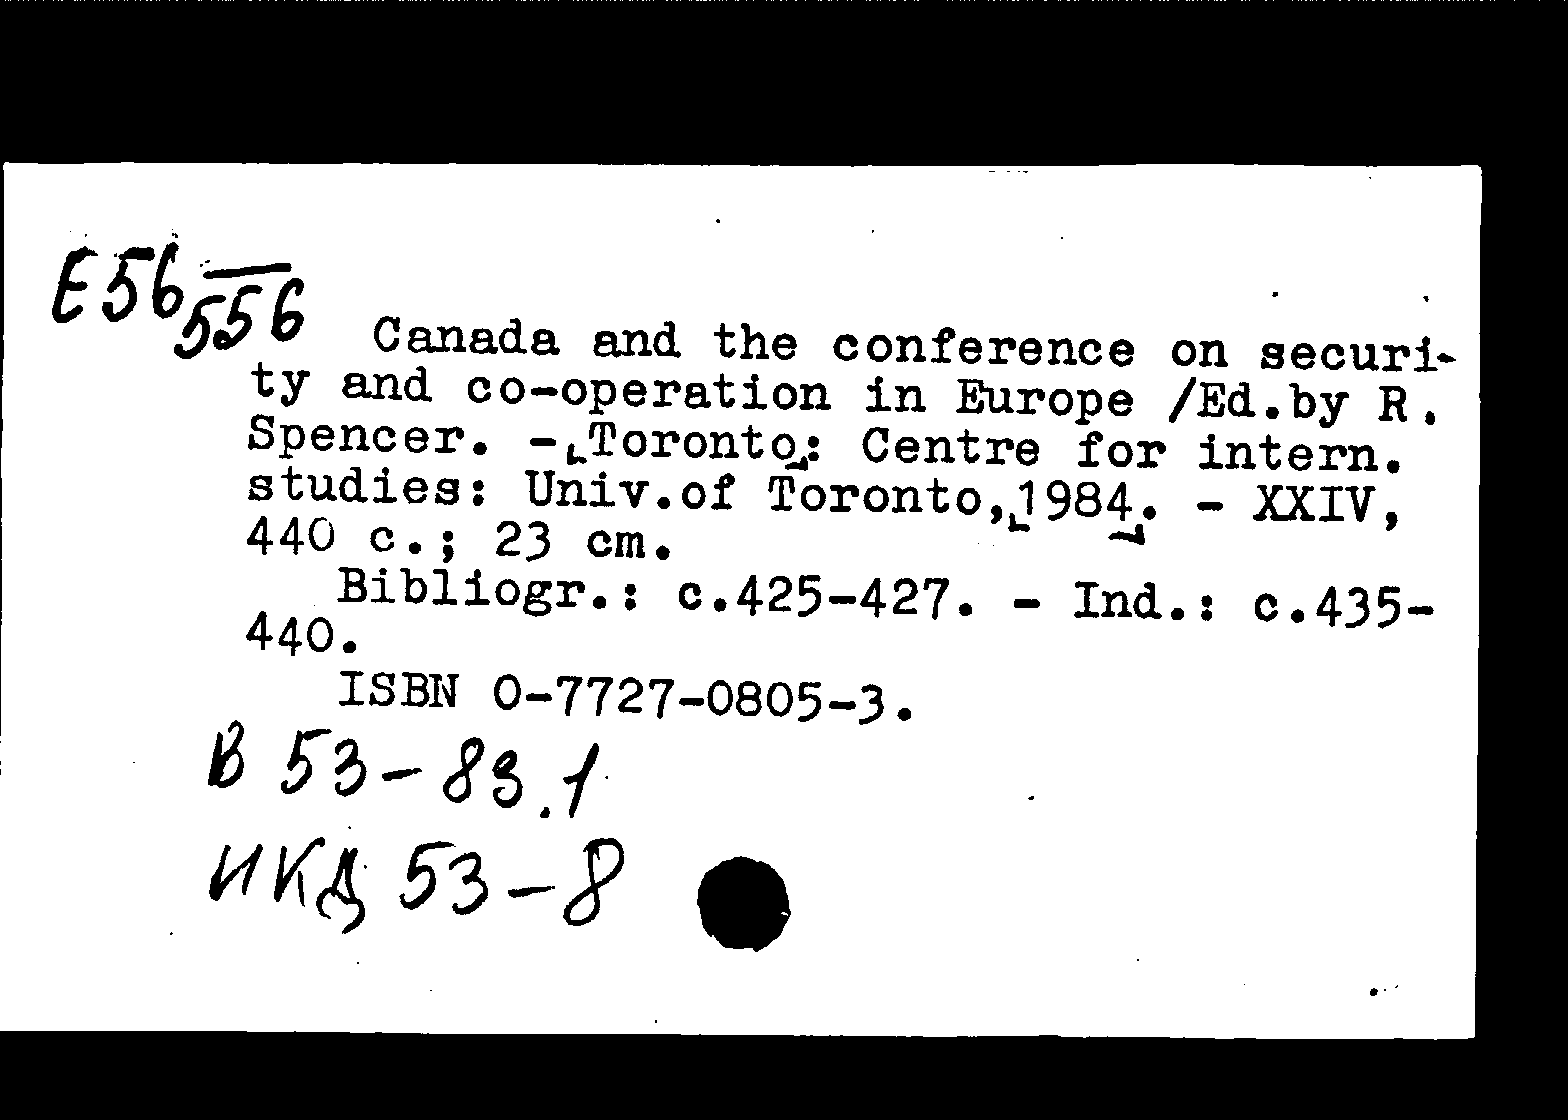 E56
556
Canada and the conference on securi-
ty and co-operation in Europe /Ed.by R.
Spencer. - [Toronto]: Centre for intern.
studies: Univ.of Toronto, [1984]. - XXIV,
440 c.; 23 cm.
Bibliogr.: c.425-427. - Ind.: c.435-
440.
ISBN 0-7727-0805-3.
В 53-83.1
ИКД 53-8